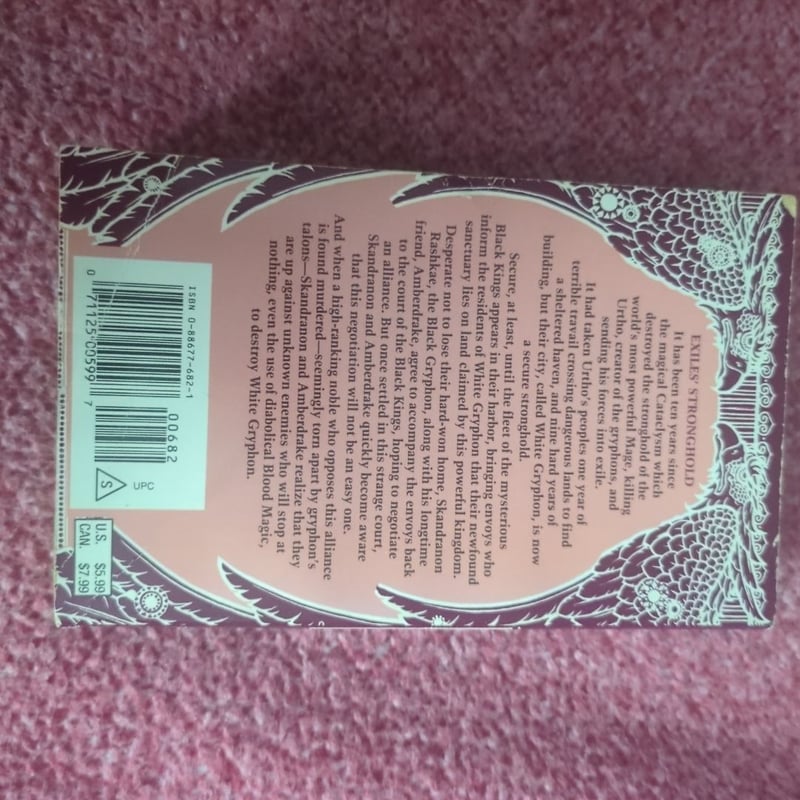 EXILES' STRONGHOLD
It has been ten years since
the magical Cataclysm which
destroyed the stronghold of the
world's most powerful Mage, killing
Urtho, creator of the gryphons, and
sending his forces into exile.
It had taken Urtho's peoples one year of
terrible travail crossing dangerous lands to find
a sheltered haven, and nine hard years of
building, but their city, called White Gryphon, is now
a secure stronghold.
Secure, at least, until the fleet of the mysterious
Black Kings appears in their harbor, bringing envoys who
inform the residents of White Gryphon that their newfound
sanctuary lies on land claimed by this powerful kingdom.
Desperate not to lose their hard-won home, Skandranon
Rashkae, the Black Gryphon, along with his longtime
friend, Amberdrake, agree to accompany the envoys back
to the court of the Black Kings, hoping to negotiate
an alliance. But once settled in this strange court,
Skandranon and Amberdrake quickly become aware
that this negotiation will not be an easy one.
And when a high-ranking noble who opposes this alliance
is found murdered—seemingly torn apart by gryphon's
talons—Skandranon and Amberdrake realize that they
are up against unknown enemies who will stop at
nothing, even the use of diabolical Blood Magic,
to destroy White Gryphon.
ISBN 0-88677-682-1
00682
0 71125 00599 7
S
UPC
U.S. $5.99
CAN. $7.99